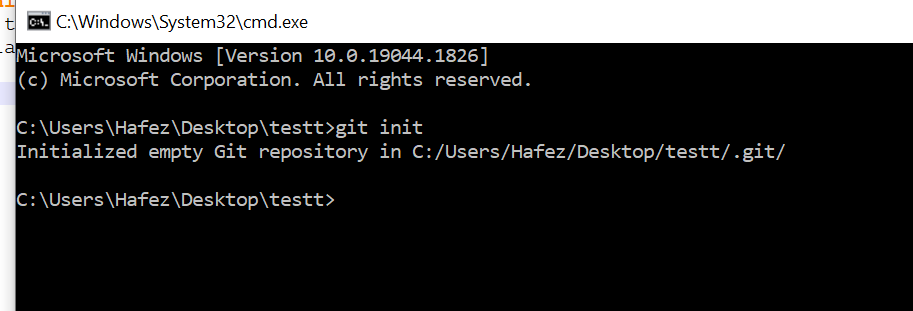 C:\Windows\System32\cmd.exe
Microsoft Windows [Version 10.0.19044.1826]
(c) Microsoft Corporation. All rights reserved.
C:\Users\Hafez\Desktop\testt>git init
Initialized empty Git repository in C:/Users/Hafez/Desktop/testt/.git/
C:\Users\Hafez\Desktop\testt>